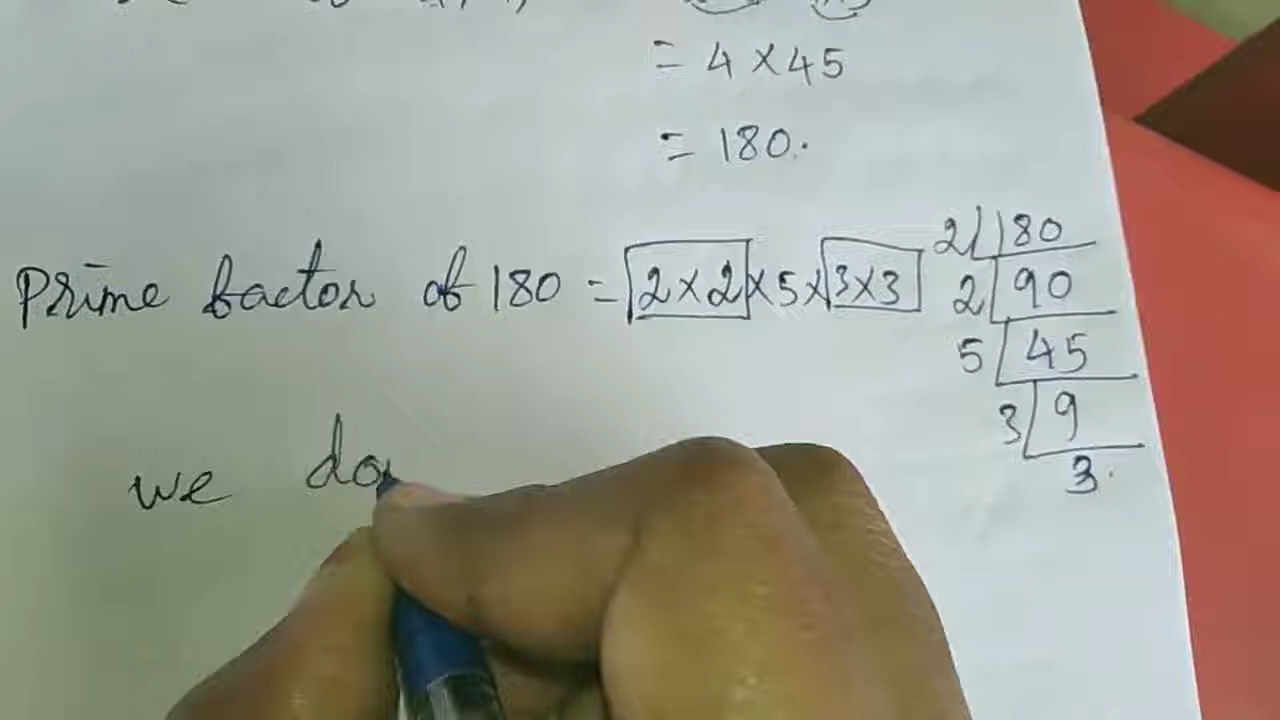 = 4 × 45
= 180.
Prime factor of 180 = 2×2×5×3×3
2 180
2 90
5 45
3 9
3.
we